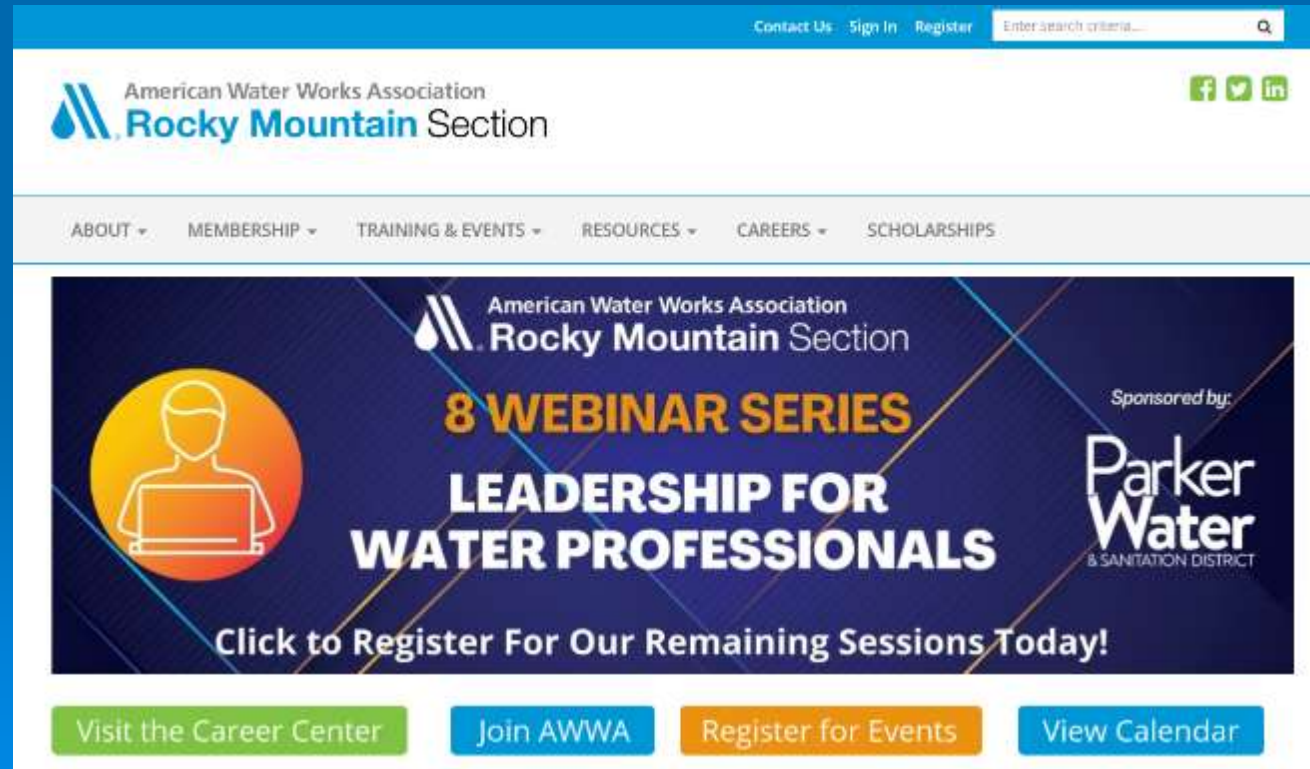 Contact Us Sign In Register Enter search criteria...
American Water Works Association
Rocky Mountain Section
ABOUT MEMBERSHIP TRAINING & EVENTS RESOURCES CAREERS SCHOLARSHIPS
American Water Works Association
Rocky Mountain Section
8 WEBINAR SERIES
LEADERSHIP FOR
WATER PROFESSIONALS
Sponsored by:
Parker
Water
& SANITATION DISTRICT
Click to Register For Our Remaining Sessions Today!
Visit the Career Center Join AWWA Register for Events View Calendar